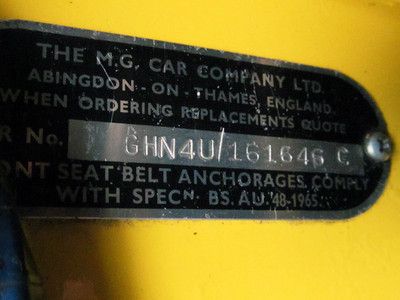 THE M.G. CAR COMPANY LTD.
ABINGDON - ON - THAMES, ENGLAND.
WHEN ORDERING REPLACEMENTS QUOTE
R No. GHN4U/161646 C
ONT SEAT BELT ANCHORAGES COMPLY
WITH SPECN. BS. AU. 48-1965